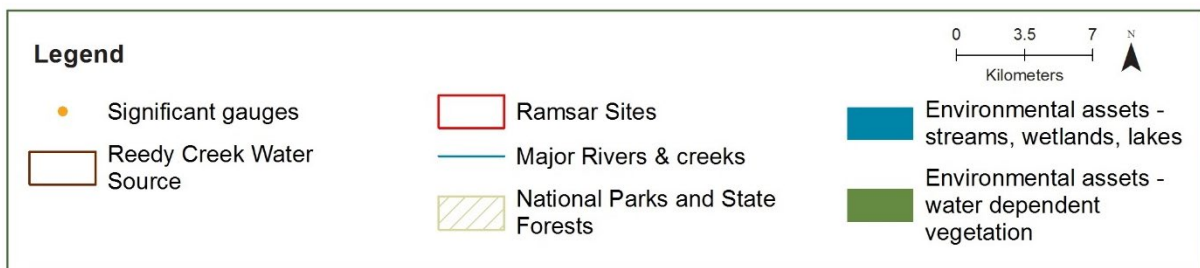 Legend
Significant gauges
Reedy Creek Water
Source
Ramsar Sites
Major Rivers & creeks
National Parks and State
Forests
0 3.5 7
Kilometers
N
Environmental assets -
streams, wetlands, lakes
Environmental assets -
water dependent
vegetation